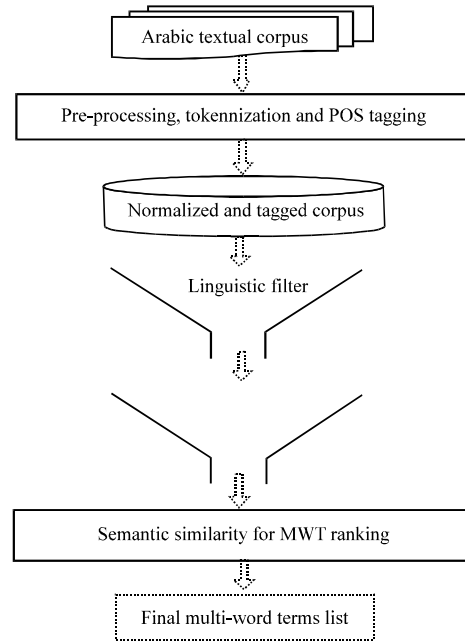 Arabic textual corpus
Pre-processing, tokennization and POS tagging
Normalized and tagged corpus
Linguistic filter
Semantic similarity for MWT ranking
Final multi-word terms list